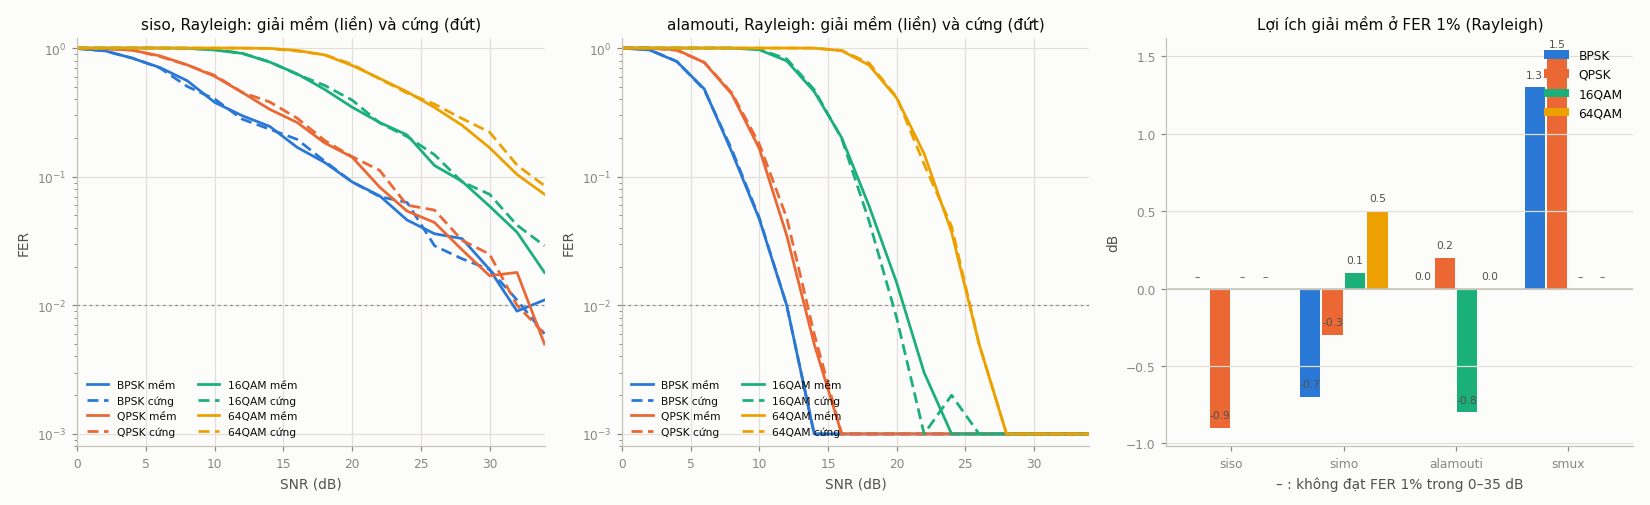 siso, Rayleigh: giải mềm (liền) và cứng (đứt)
FER
10⁰
10⁻¹
10⁻²
10⁻³
BPSK mềm
BPSK cứng
QPSK mềm
QPSK cứng
16QAM mềm
16QAM cứng
64QAM mềm
64QAM cứng
0 5 10 15 20 25 30
SNR (dB)
alamouti, Rayleigh: giải mềm (liền) và cứng (đứt)
FER
10⁰
10⁻¹
10⁻²
10⁻³
BPSK mềm
BPSK cứng
QPSK mềm
QPSK cứng
16QAM mềm
16QAM cứng
64QAM mềm
64QAM cứng
0 5 10 15 20 25 30
SNR (dB)
Lợi ích giải mềm ở FER 1% (Rayleigh)
dB
1.5
1.0
0.5
0.0
−0.5
−1.0
BPSK
QPSK
16QAM
64QAM
– -0.9 – –
-0.7 -0.3 0.1 0.5
0.0 0.2 -0.8 0.0
1.3 1.5 – –
siso simo alamouti smux
– : không đạt FER 1% trong 0–35 dB